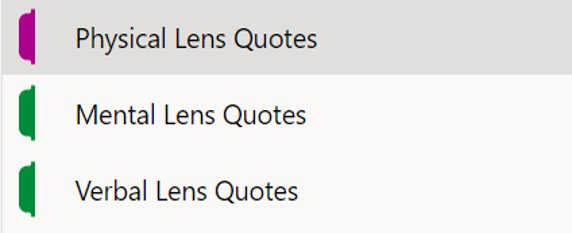 Physical Lens Quotes
Mental Lens Quotes
Verbal Lens Quotes